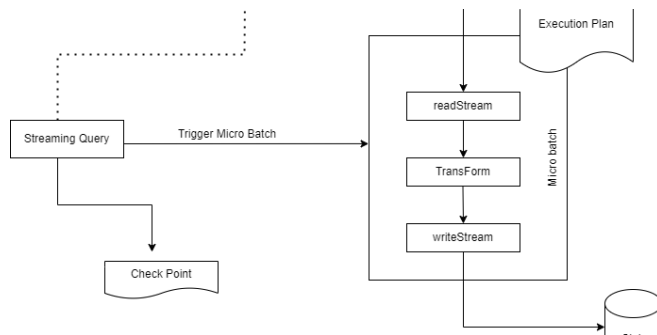 Execution Plan
readStream
Streaming Query
Trigger Micro Batch
Micro batch
TransForm
writeStream
Check Point